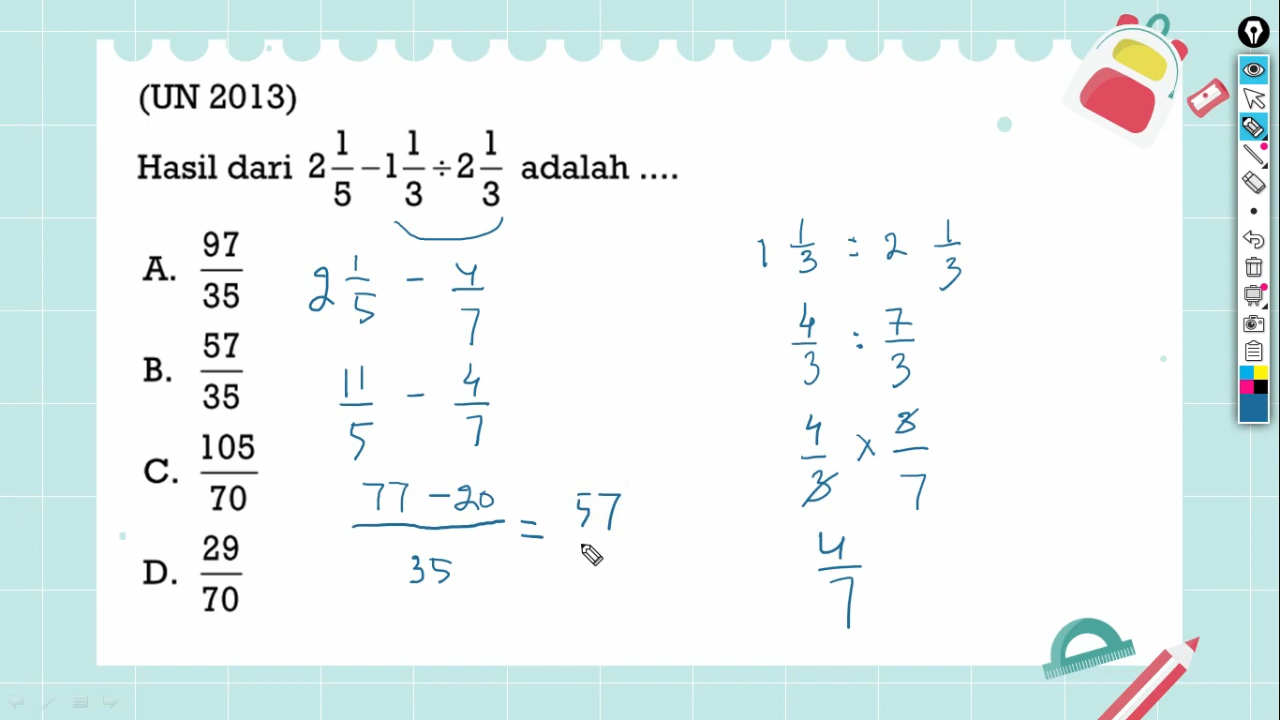 (UN 2013)
Hasil dari 2 1/5 − 1 1/3 ÷ 2 1/3 adalah ....
A. 97/35
B. 57/35
C. 105/70
D. 29/70
2 1/5 - 4/7
11/5 - 4/7
77 - 20 / 35 = 57
1 1/3 : 2 1/3
4/3 : 7/3
4/3 x 3/7
4/7